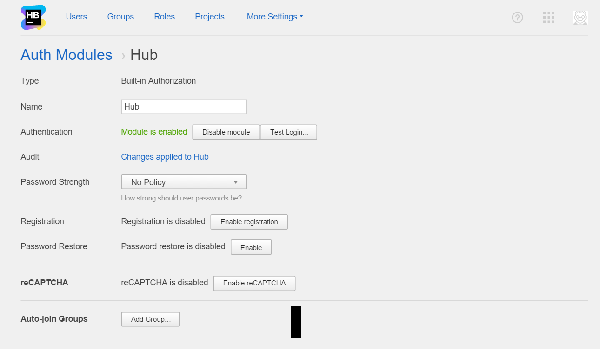 HB
Users Groups Roles Projects More Settings
Auth Modules › Hub
Type Built-in Authorization
Name Hub
Authentication Module is enabled Disable module Test Login...
Audit Changes applied to Hub
Password Strength No Policy
How strong should user passwords be?
Registration Registration is disabled Enable registration
Password Restore Password restore is disabled Enable
reCAPTCHA reCAPTCHA is disabled Enable reCAPTCHA
Auto-join Groups Add Group...